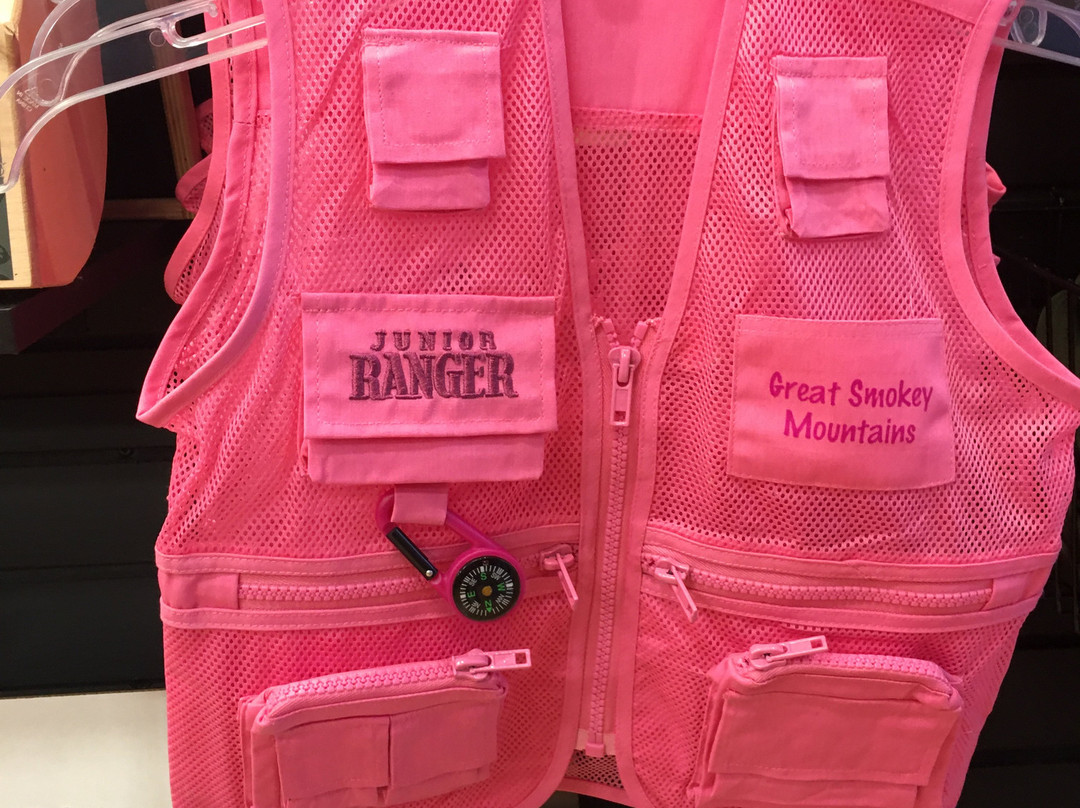 JUNIOR
RANGER
Great Smokey
Mountains
S
E
W
N